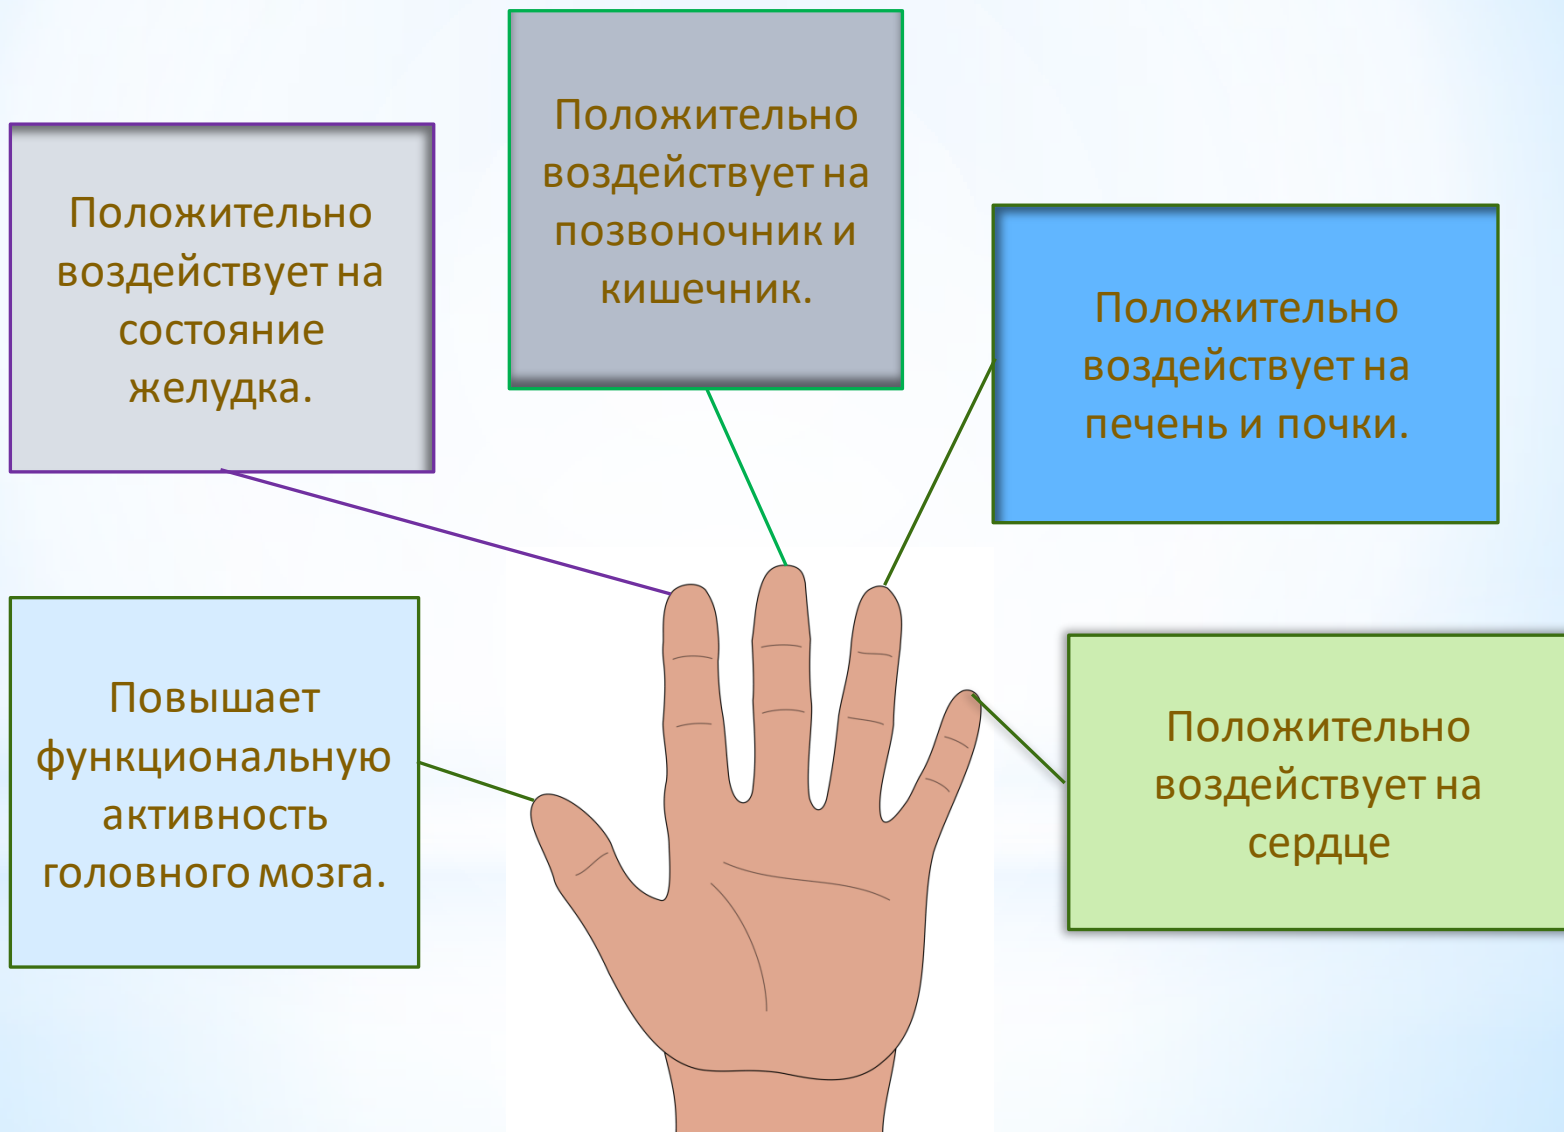 Положительно
воздействует на
позвоночник и
кишечник.
Положительно
воздействует на
состояние
желудка.
Положительно
воздействует на
печень и почки.
Повышает
функциональную
активность
головного мозга.
Положительно
воздействует на
сердце